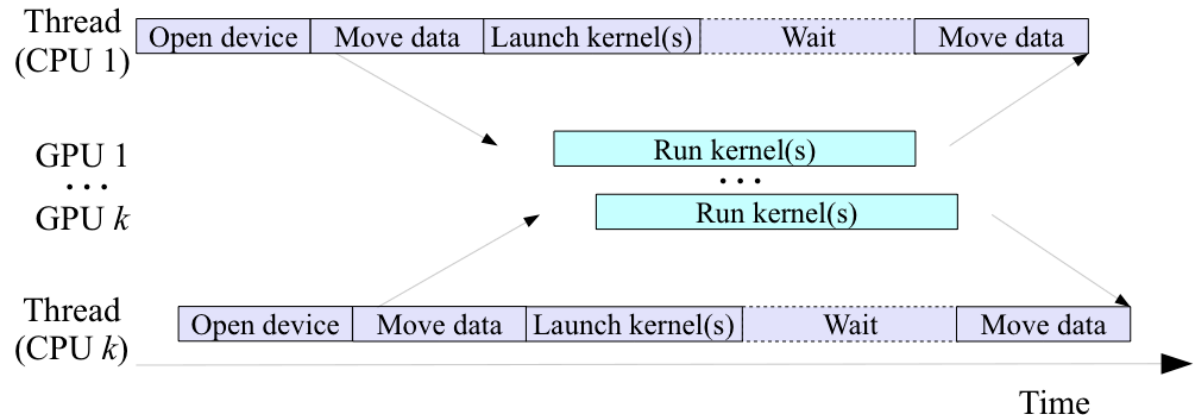 Thread
(CPU 1)
Open device Move data Launch kernel(s) Wait Move data
GPU 1
Run kernel(s)
... ...
GPU k
Run kernel(s)
Thread
(CPU k)
Open device Move data Launch kernel(s) Wait Move data
Time